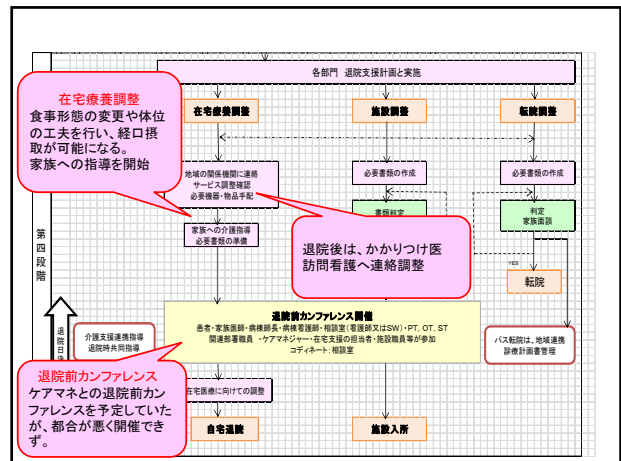 各部門 退院支援計画と実施
在宅療養調整
食事形態の変更や体位
の工夫を行い、経口摂
取が可能になる。
家族への指導を開始
在宅療養調整
施設調整
転院調整
地域の関係機関に連絡
サービス調整確認
必要機器・物品手配
必要書類の作成
必要書類の作成
書類判定
判定
家族面談
家族への介護指導
必要書類の準備
退院後は、かかりつけ医
訪問看護へ連絡調整
YES
転院
第四段階
退院前カンファレンス開催
患者・家族医師・病棟師長・病棟看護師・相談室(看護師又はSW)・PT, OT, ST
関連部署職員 ・ケアマネジャー・在宅支援の担当者・施設職員等が参加
コディネート:相談室
退院日決
介護支援連携指導
退院時共同指導
パス転院は、地域連携
診療計画書管理
退院前カンファレンス
ケアマネとの退院前カン
ファレンスを予定していた
が、都合が悪く開催でき
ず。
在宅医療に向けての調整
自宅退院
施設入所